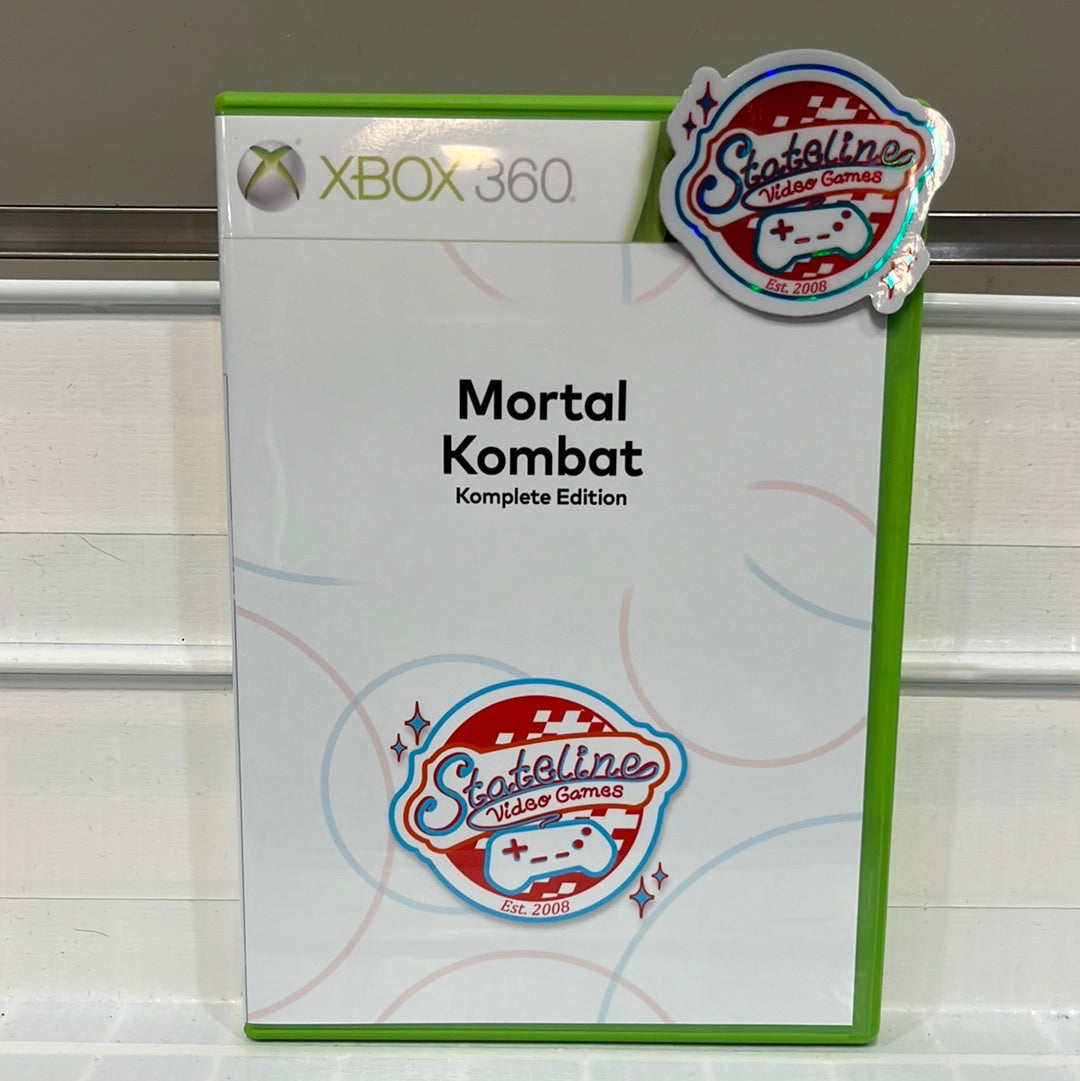 XBOX 360
Stateline
Video Games
Est. 2008
Mortal
Kombat
Komplete Edition
Stateline
Video Games
Est. 2008